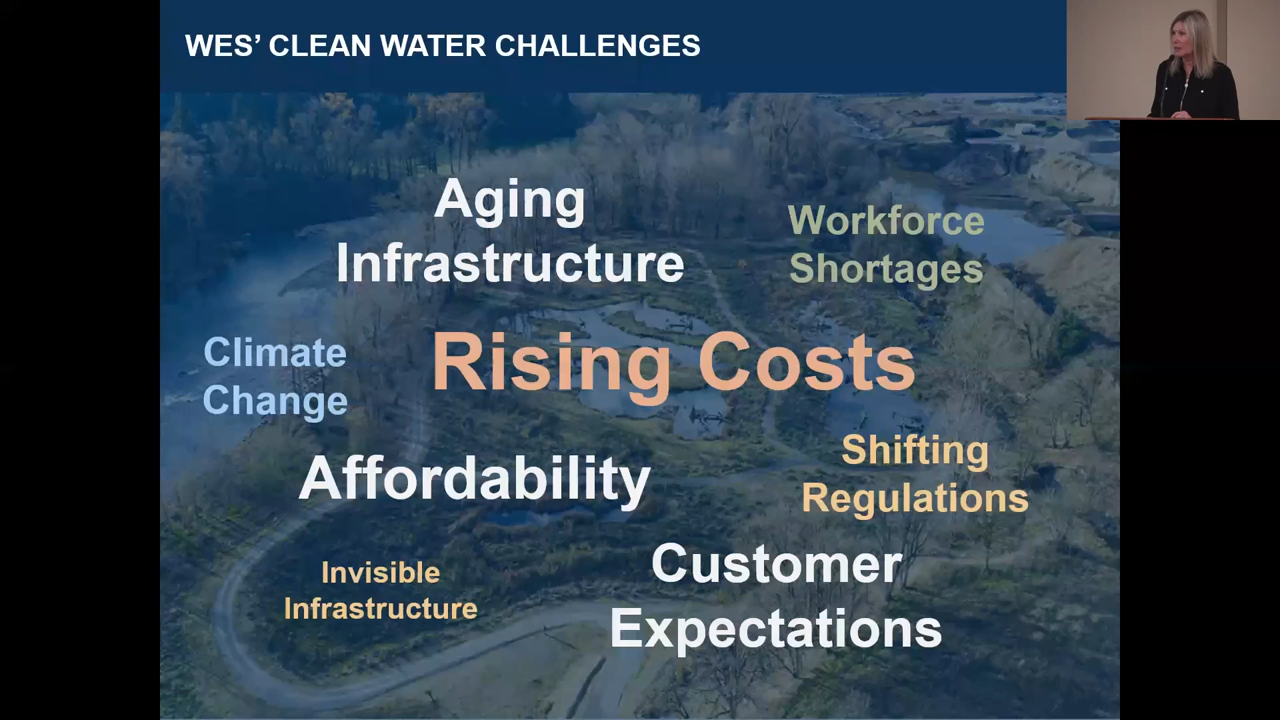 WES’ CLEAN WATER CHALLENGES
Aging
Infrastructure
Workforce
Shortages
Climate
Change
Rising Costs
Affordability
Shifting
Regulations
Invisible
Infrastructure
Customer
Expectations